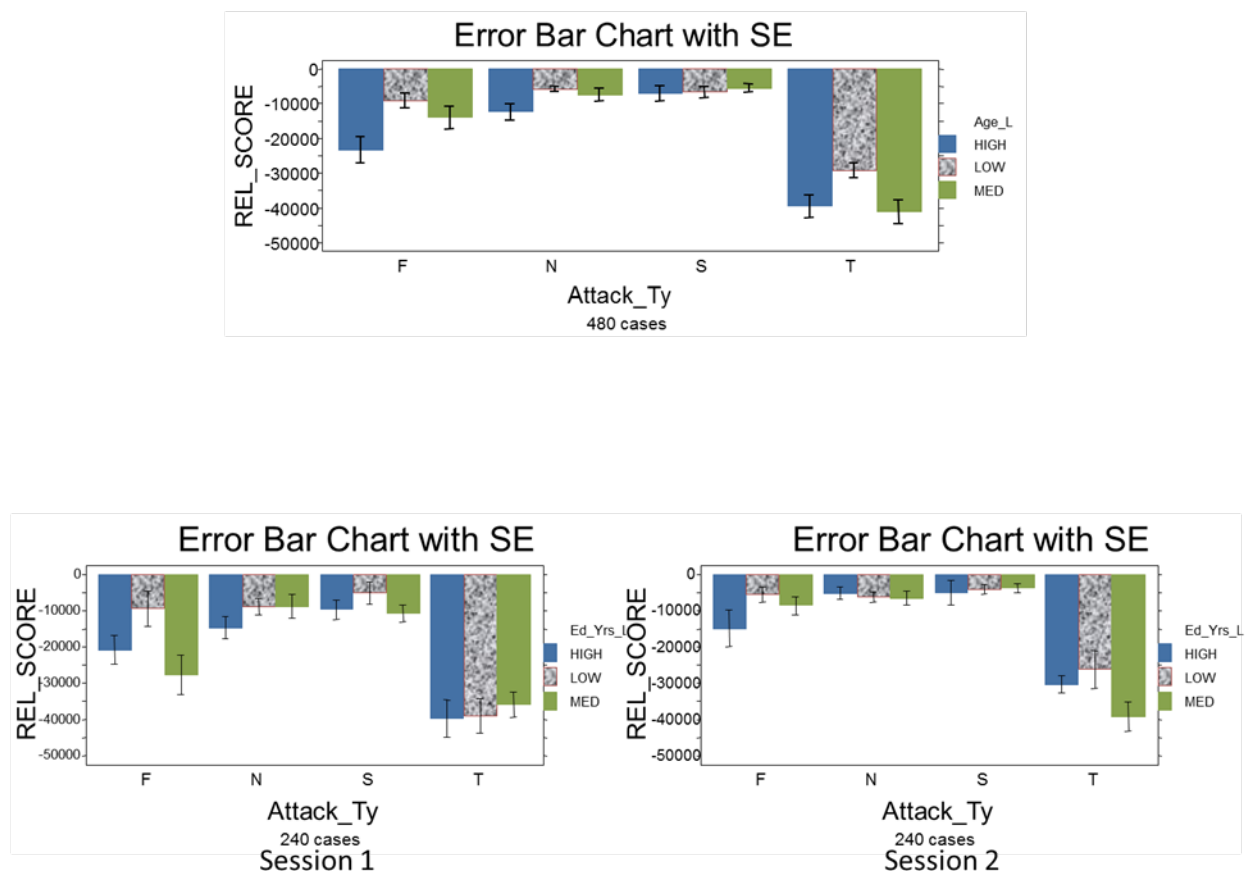 Error Bar Chart with SE
REL_SCORE
0
-10000
-20000
-30000
-40000
-50000
F N S T
Attack_Ty
480 cases
Age_L
HIGH
LOW
MED
Error Bar Chart with SE
REL_SCORE
0
-10000
-20000
-30000
-40000
-50000
F N S T
Attack_Ty
240 cases
Ed_Yrs_L
HIGH
LOW
MED
Session 1
Error Bar Chart with SE
REL_SCORE
0
-10000
-20000
-30000
-40000
-50000
F N S T
Attack_Ty
240 cases
Ed_Yrs_L
HIGH
LOW
MED
Session 2